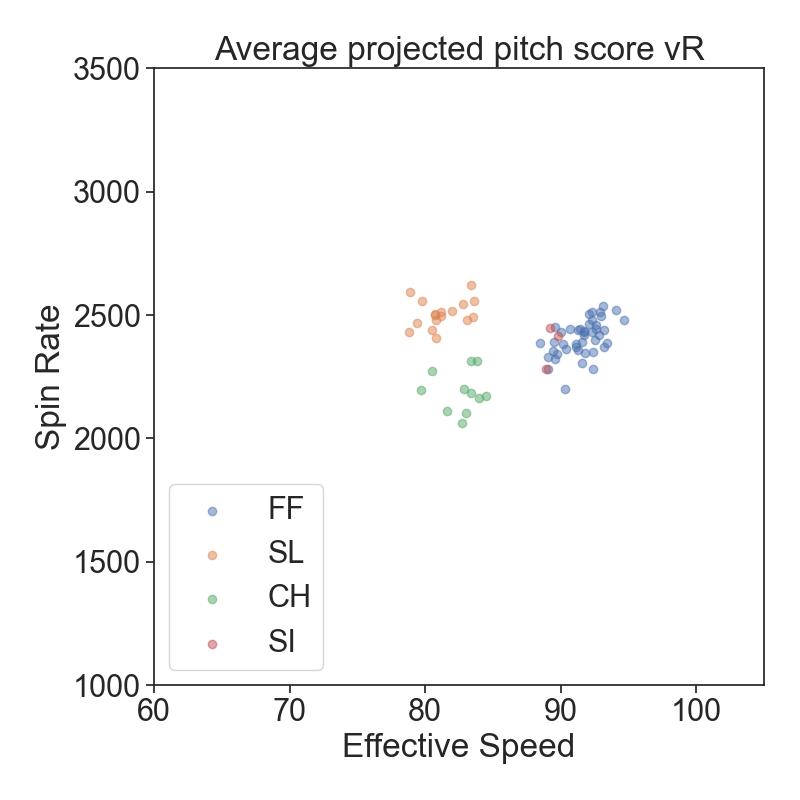 Average projected pitch score vR
3500
3000
2500
2000
1500
1000
Spin Rate
FF
SL
CH
SI
60 70 80 90 100
Effective Speed